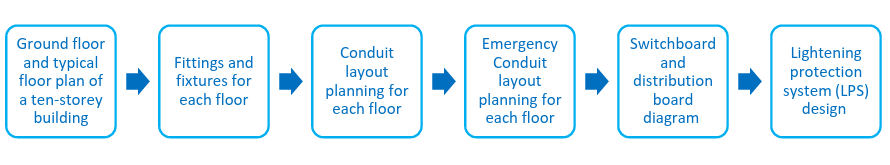 Ground floor
and typical
floor plan of
a ten-storey
building
Fittings and
fixtures for
each floor
Conduit
layout
planning for
each floor
Emergency
Conduit
layout
planning for
each floor
Switchboard
and
distribution
board
diagram
Lightening
protection
system (LPS)
design